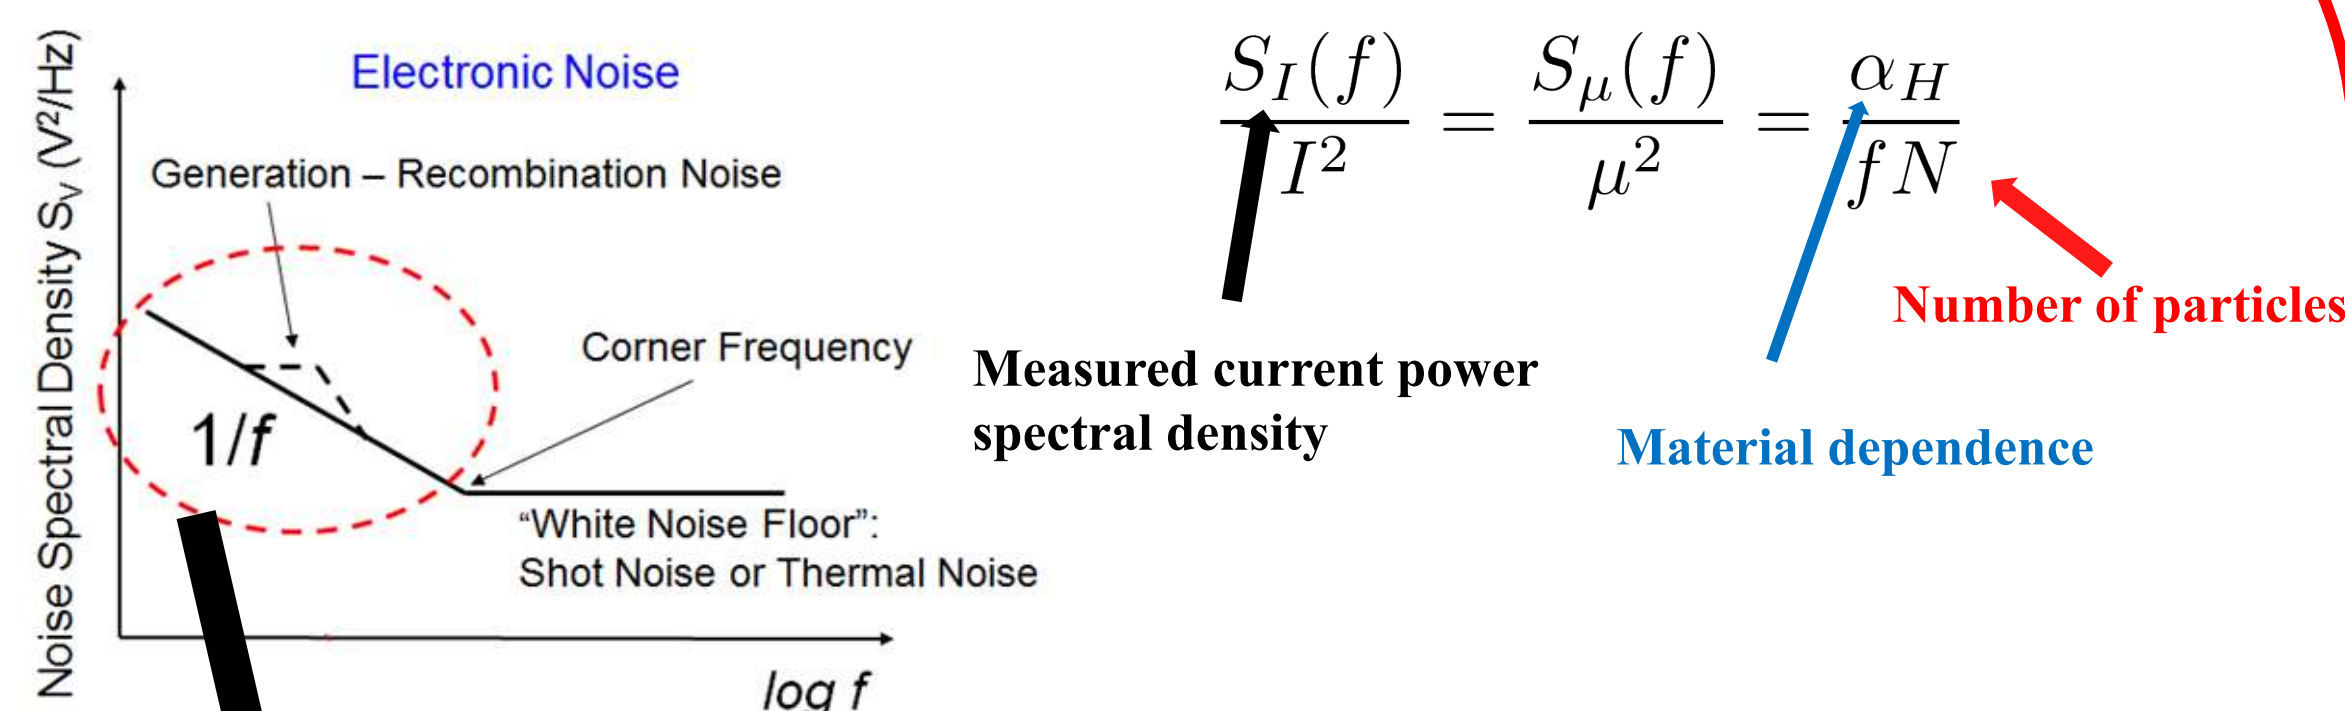 Electronic Noise
Noise Spectral Density S_V (V²/Hz)
Generation – Recombination Noise
Corner Frequency
1/f
“White Noise Floor”:
Shot Noise or Thermal Noise
log f
S_I(f)/I² = S_μ(f)/μ² = α_H/fN
Number of particles
Measured current power
spectral density
Material dependence